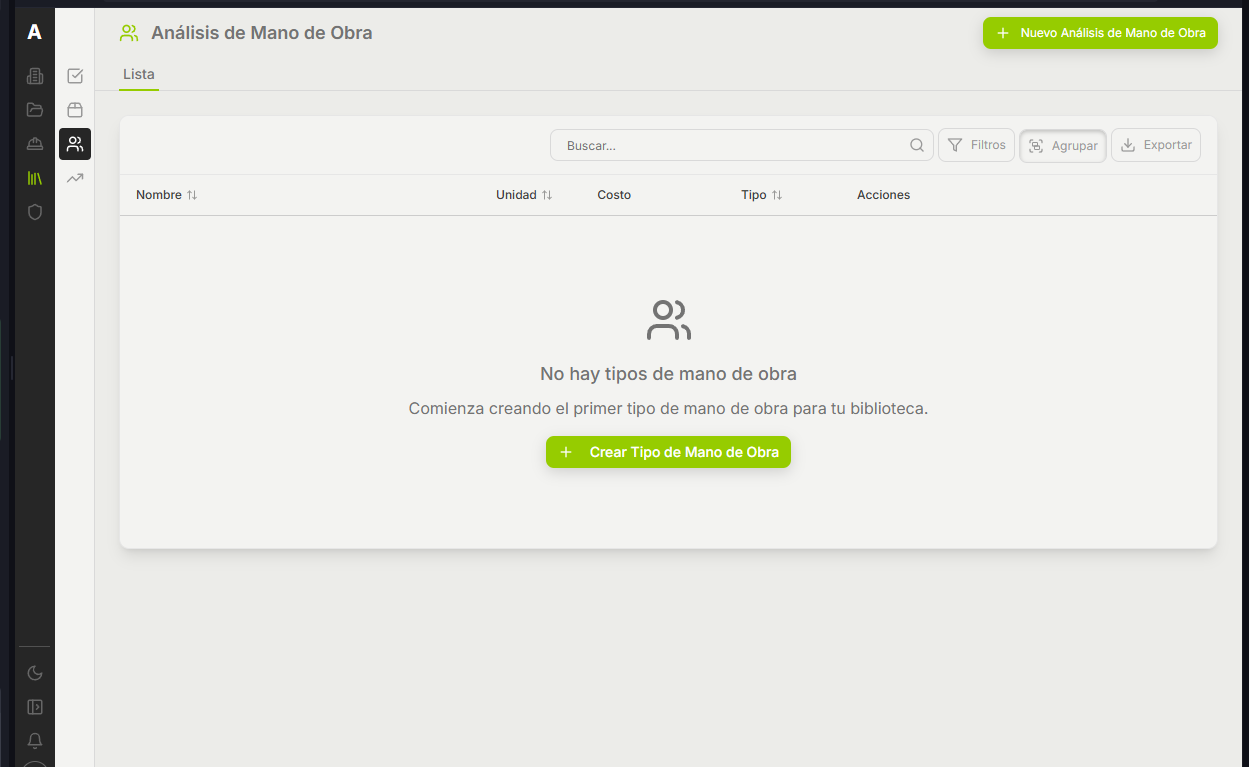 A
Análisis de Mano de Obra
Nuevo Análisis de Mano de Obra
Lista
Buscar...
Filtros
Agrupar
Exportar
Nombre
Unidad
Costo
Tipo
Acciones
No hay tipos de mano de obra
Comienza creando el primer tipo de mano de obra para tu biblioteca.
Crear Tipo de Mano de Obra